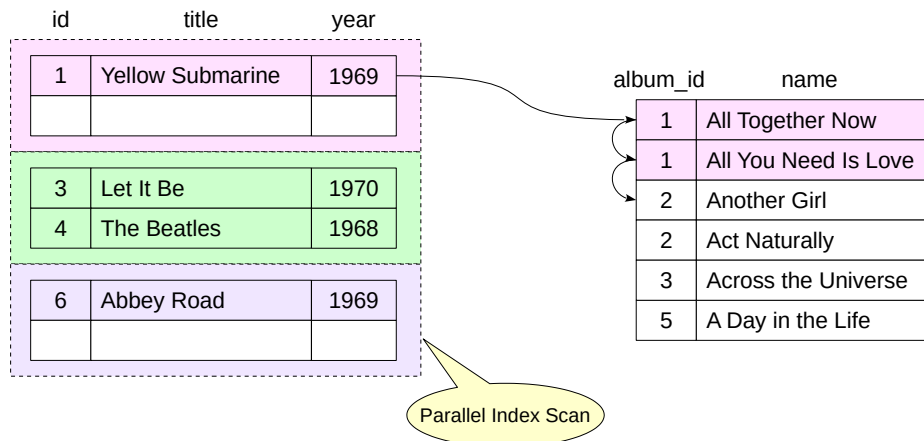 id title year
1 Yellow Submarine 1969
3 Let It Be 1970
4 The Beatles 1968
6 Abbey Road 1969
album_id name
1 All Together Now
1 All You Need Is Love
2 Another Girl
2 Act Naturally
3 Across the Universe
5 A Day in the Life
Parallel Index Scan